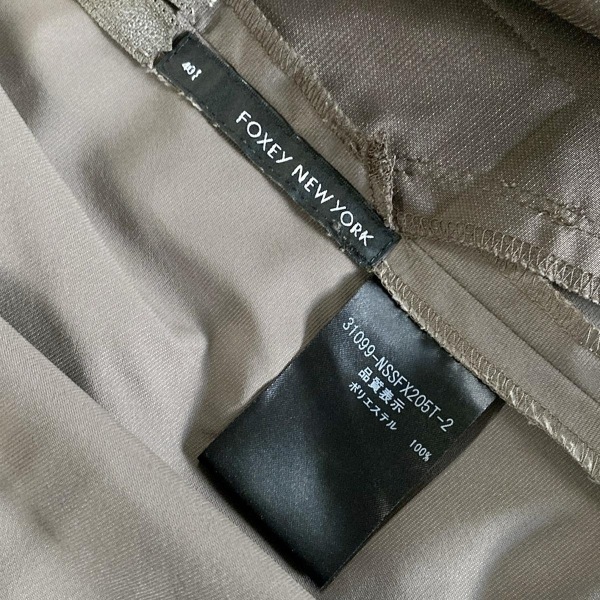 40
FOXEY NEW YORK
31099-NSSFX205T-2
品質表示
ポリエステル 100%